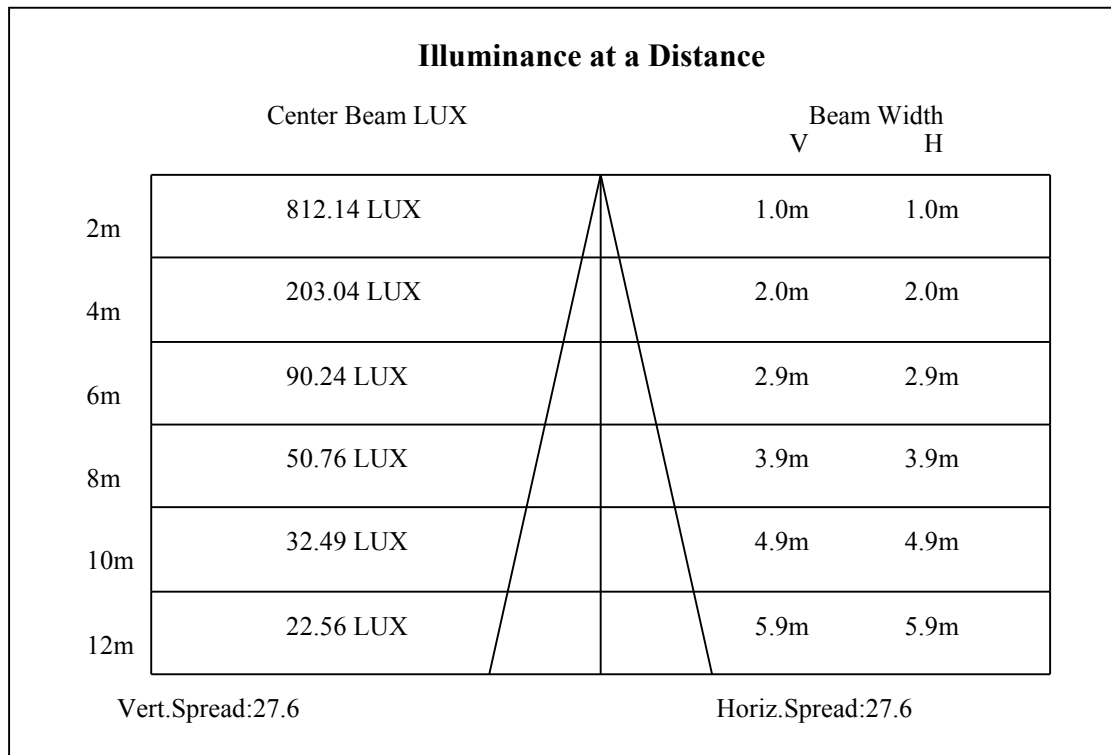 Illuminance at a Distance
Center Beam LUX Beam Width
V H
812.14 LUX 1.0m 1.0m
2m
203.04 LUX 2.0m 2.0m
4m
90.24 LUX 2.9m 2.9m
6m
50.76 LUX 3.9m 3.9m
8m
32.49 LUX 4.9m 4.9m
10m
22.56 LUX 5.9m 5.9m
12m
Vert.Spread:27.6 Horiz.Spread:27.6